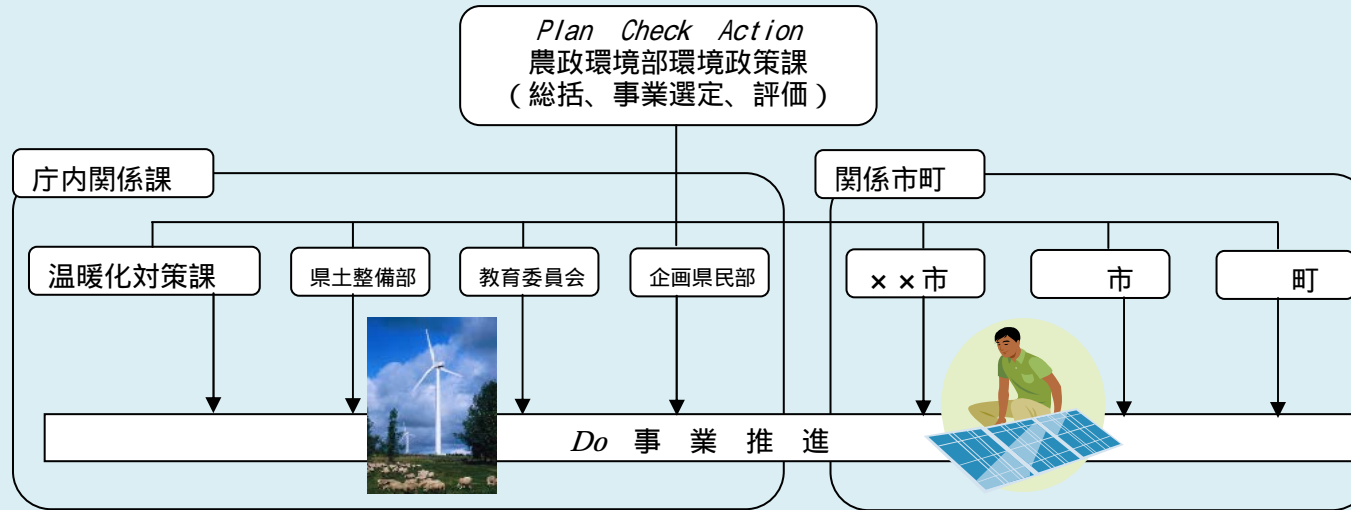 Plan Check Action
農政環境部環境政策課
(総括、事業選定、評価)
庁内関係課
関係市町
温暖化対策課
県土整備部
教育委員会
企画県民部
××市
市
町
Do 事業推進